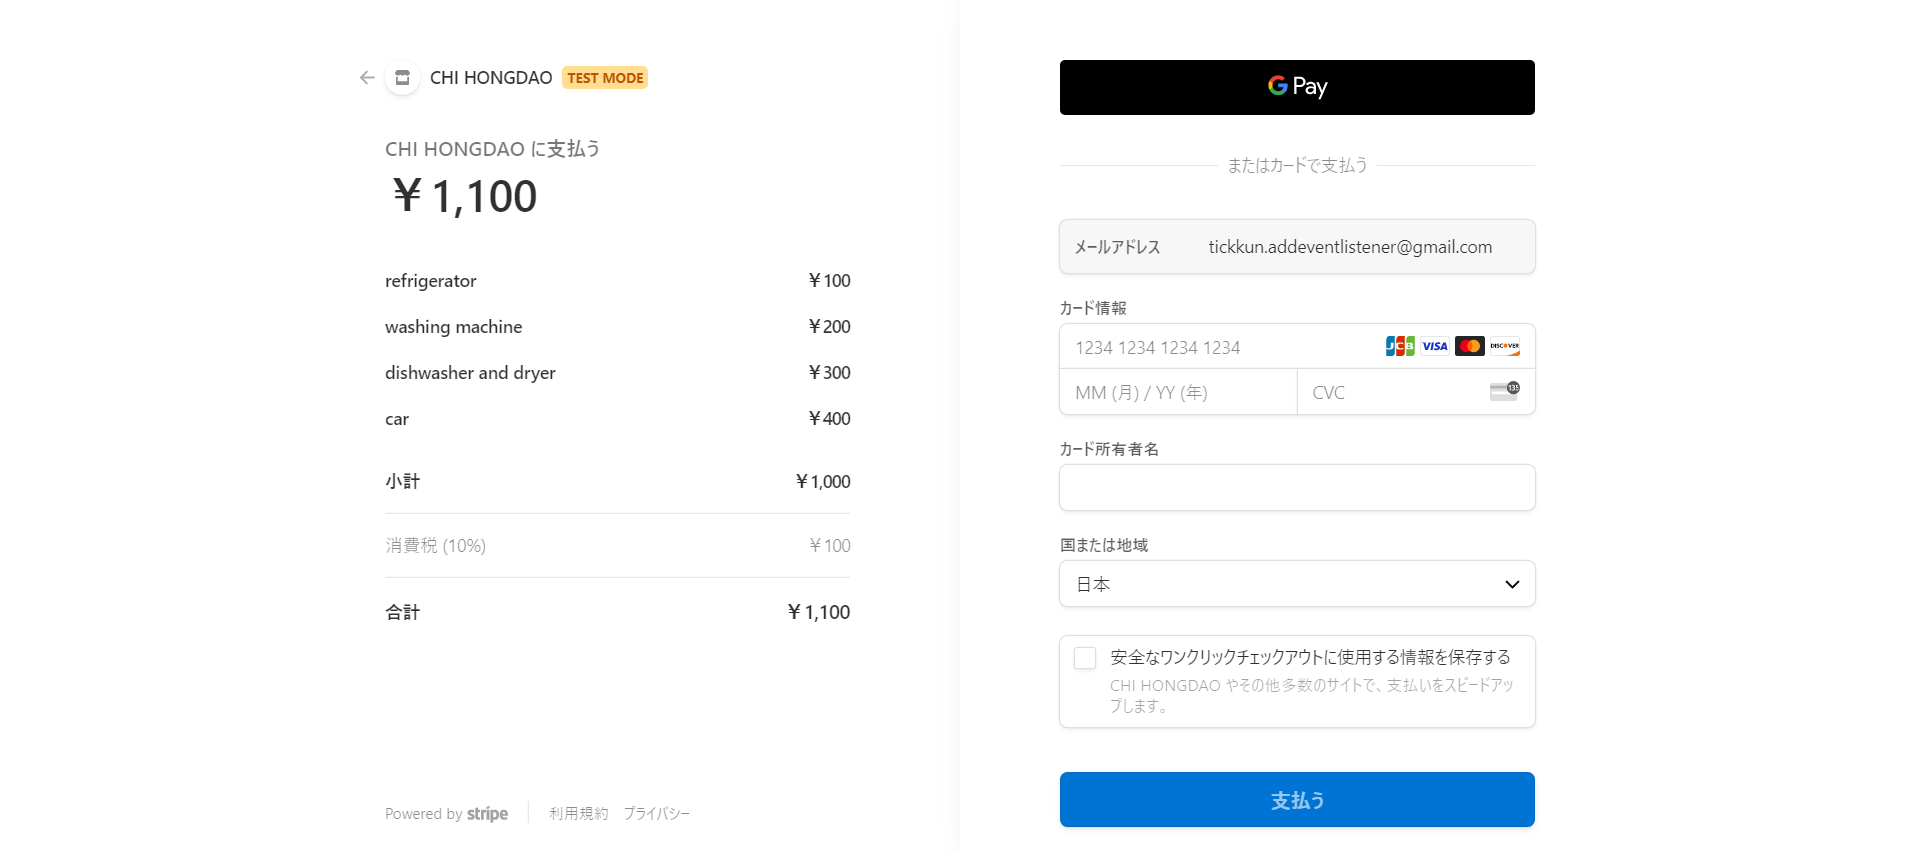 CHI HONGDAO TEST MODE
CHI HONGDAO に支払う
￥1,100
refrigerator ￥100
washing machine ￥200
dishwasher and dryer ￥300
car ￥400
小計 ￥1,000
消費税 (10%) ￥100
合計 ￥1,100
Powered by stripe 利用規約 プライバシー
G Pay
またはカードで支払う
メールアドレス tickkun.addeventlistener@gmail.com
カード情報
1234 1234 1234 1234 JCB VISA DISCOVER
MM (月) / YY (年) CVC 135
カード所有者名
国または地域
日本
安全なワンクリックチェックアウトに使用する情報を保存する
CHI HONGDAO やその他多数のサイトで、支払いをスピードアッ
プします。
支払う